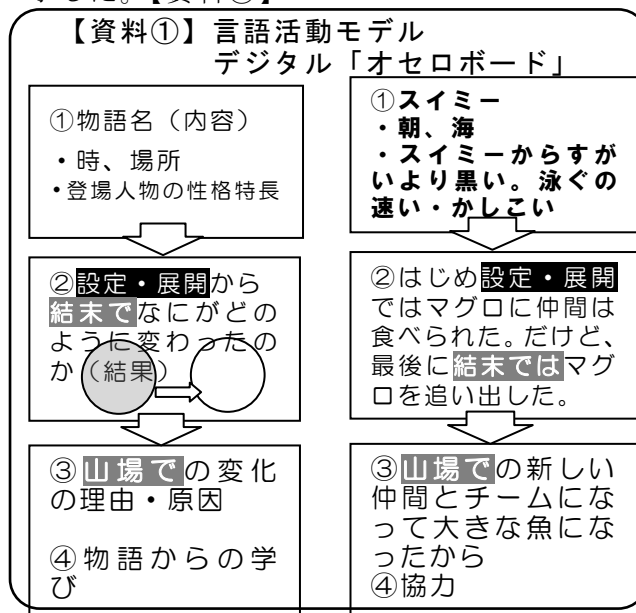 【資料①】言語活動モデル
デジタル「オセロボード」
①物語名（内容）
・時、場所
・登場人物の性格特長
②設定・展開から
結末でなにがどの
ように変わったの
か（結果）
③山場での変化
の理由・原因
④物語からの学
び
①スイミー
・朝、海
・スイミーからすが
いより黒い。泳ぐの
速い・かしこい
②はじめ設定・展開
ではマグロに仲間は
食べられた。だけど、
最後に結末ではマグ
ロを追い出した。
③山場での新しい
仲間とチームにな
って大きな魚にな
ったから
④協力